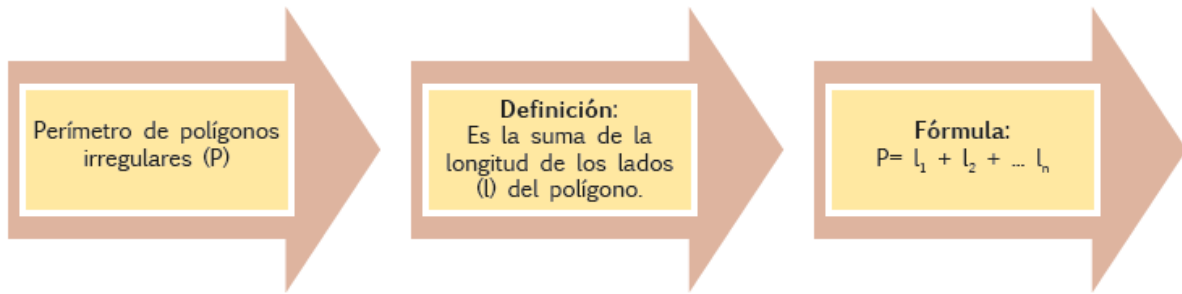 Perímetro de polígonos
irregulares (P)
Definición:
Es la suma de la
longitud de los lados
(l) del polígono.
Fórmula:
P= l₁ + l₂ + ... lₙ